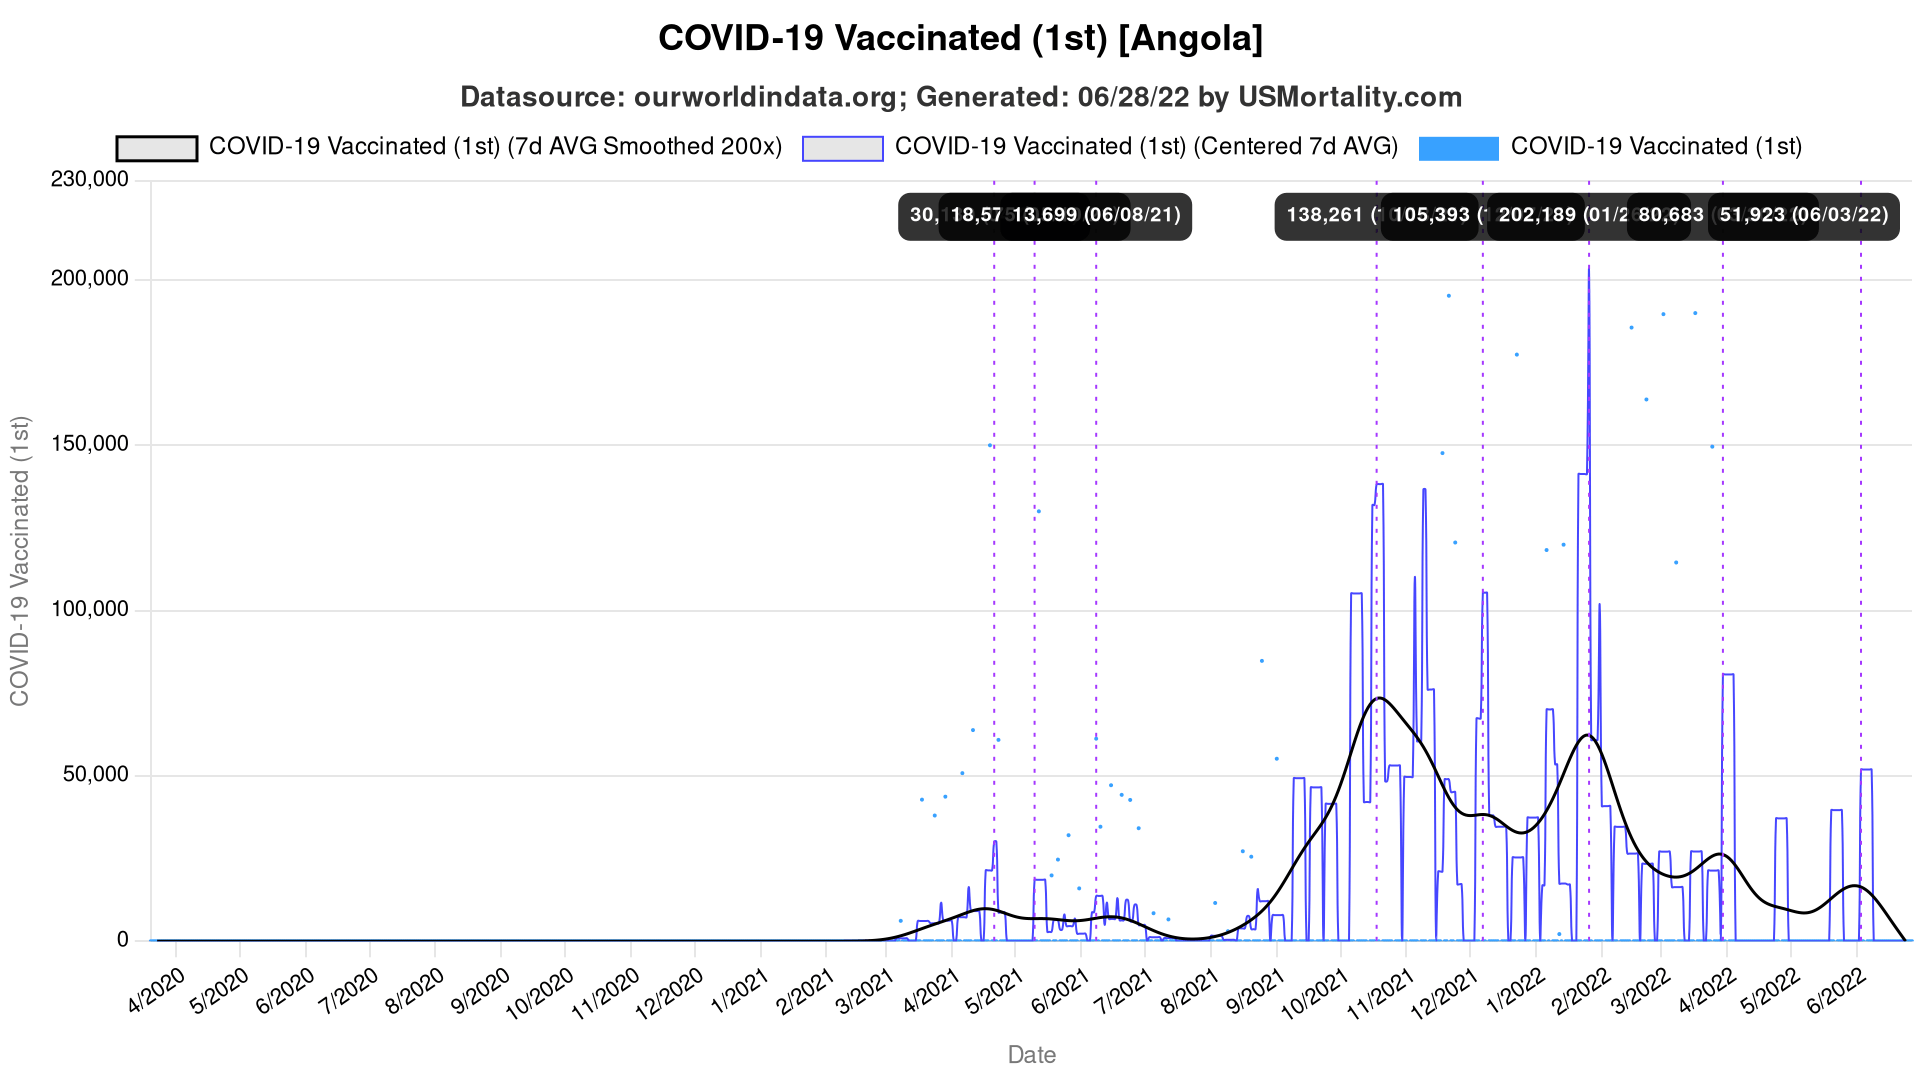 COVID-19 Vaccinated (1st) [Angola]
Datasource: ourworldindata.org; Generated: 06/28/22 by USMortality.com
COVID-19 Vaccinated (1st) (7d AVG Smoothed 200x) COVID-19 Vaccinated (1st) (Centered 7d AVG) COVID-19 Vaccinated (1st)
230,000
13,699 (06/08/21) 138,261 105,393 202,189 80,683 51,923 (06/03/22)
200,000
150,000
100,000
50,000
0
COVID-19 Vaccinated (1st)
4/2020 5/2020 6/2020 7/2020 8/2020 9/2020 10/2020 11/2020 12/2020 1/2021 2/2021 3/2021 4/2021 5/2021 6/2021 7/2021 8/2021 9/2021 10/2021 11/2021 12/2021 1/2022 2/2022 3/2022 4/2022 5/2022 6/2022
Date